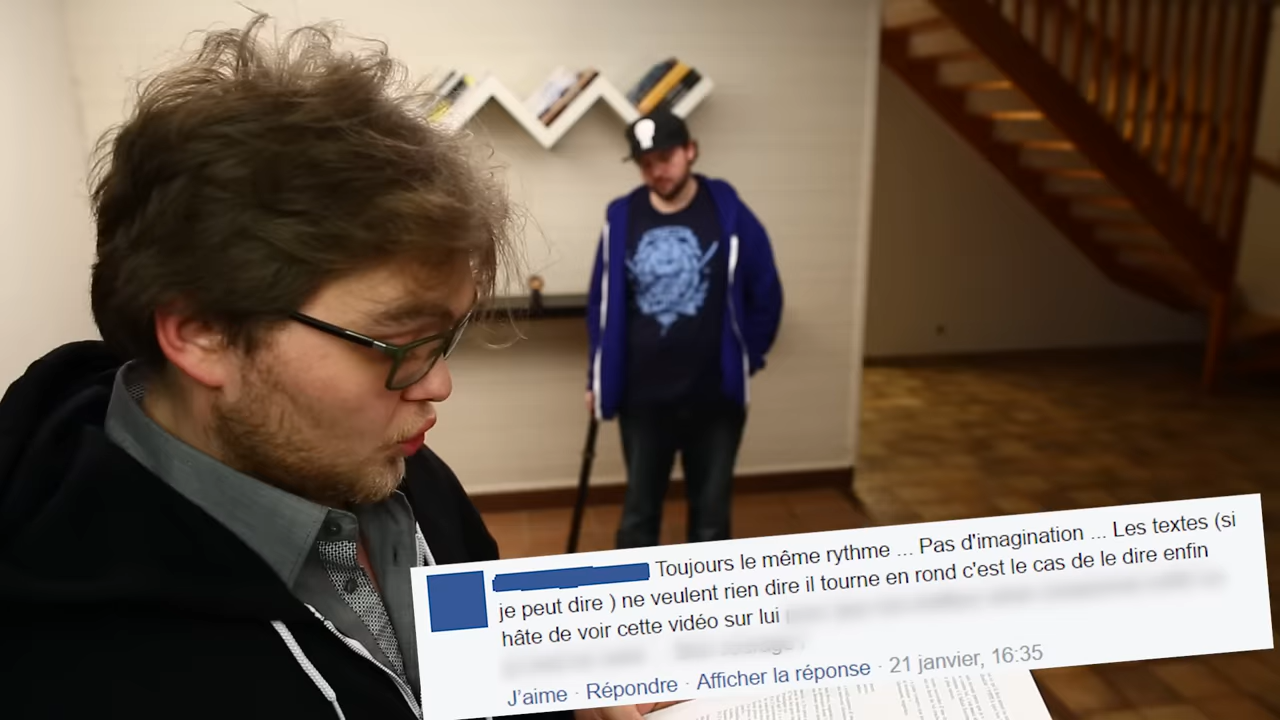 Toujours le même rythme ... Pas d'imagination ... Les textes (si
je peut dire ) ne veulent rien dire il tourne en rond c'est le cas de le dire enfin
hâte de voir cette vidéo sur lui
J'aime · Répondre · Afficher la réponse · 21 janvier, 16:35